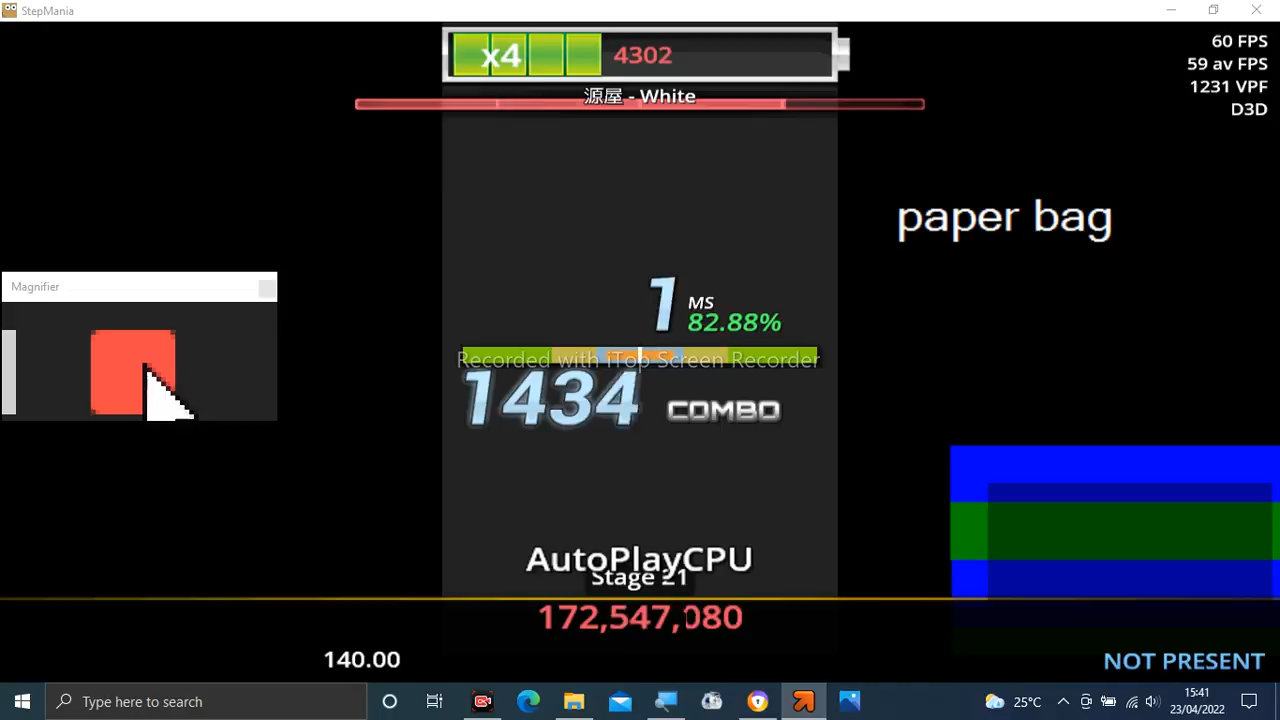 StepMania
x4 4302
60 FPS
59 av FPS
1231 VPF
D3D
源屋 - White
paper bag
Magnifier
1 MS
82.88%
Recorded with iTop Screen Recorder
1434 COMBO
AutoPlayCPU
Stage 21
172,547,080
140.00
NOT PRESENT
Type here to search
25°C
15:41
23/04/2022